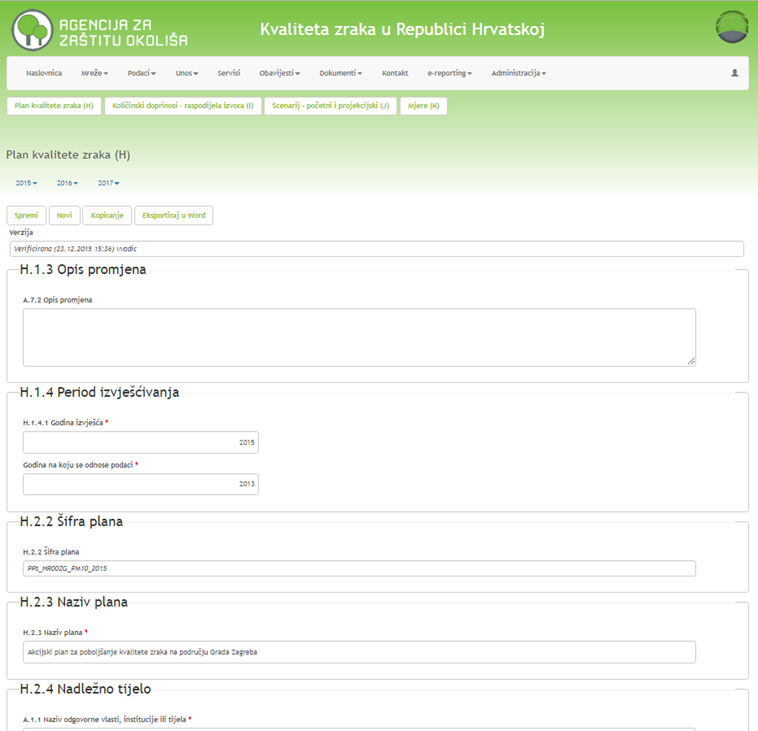 AGENCIJA ZA
ZAŠTITU OKOLIŠA
Kvaliteta zraka u Republici Hrvatskoj
Naslovnica Mreže Podaci Unos Servisi Obavijesti Dokumenti Kontakt e-reporting Administracija
Plan kvalitete zraka (H) Količinski doprinosi - raspodijela izvora (I) Scenarij - početni i projekcijski (J) Mjere (K)
Plan kvalitete zraka (H)
2015 2016 2017
Spremi Novi Kopiranje Eksportiraj u Word
Verzija
Verificirana (23.12.2015 15:36) vvadic
H.1.3 Opis promjena
A.7.2 Opis promjena
H.1.4 Period izvješćivanja
H.1.4.1 Godina izvješća *
2015
Godina na koju se odnose podaci *
2013
H.2.2 Šifra plana
H.2.2 Šifra plana
PPs_HR00ZG_PM10_2015
H.2.3 Naziv plana
H.2.3 Naziv plana *
Akcijski plan za poboljšanje kvalitete zraka na području Grada Zagreba
H.2.4 Nadležno tijelo
A.1.1 Naziv odgovorne vlasti, institucije ili tijela *